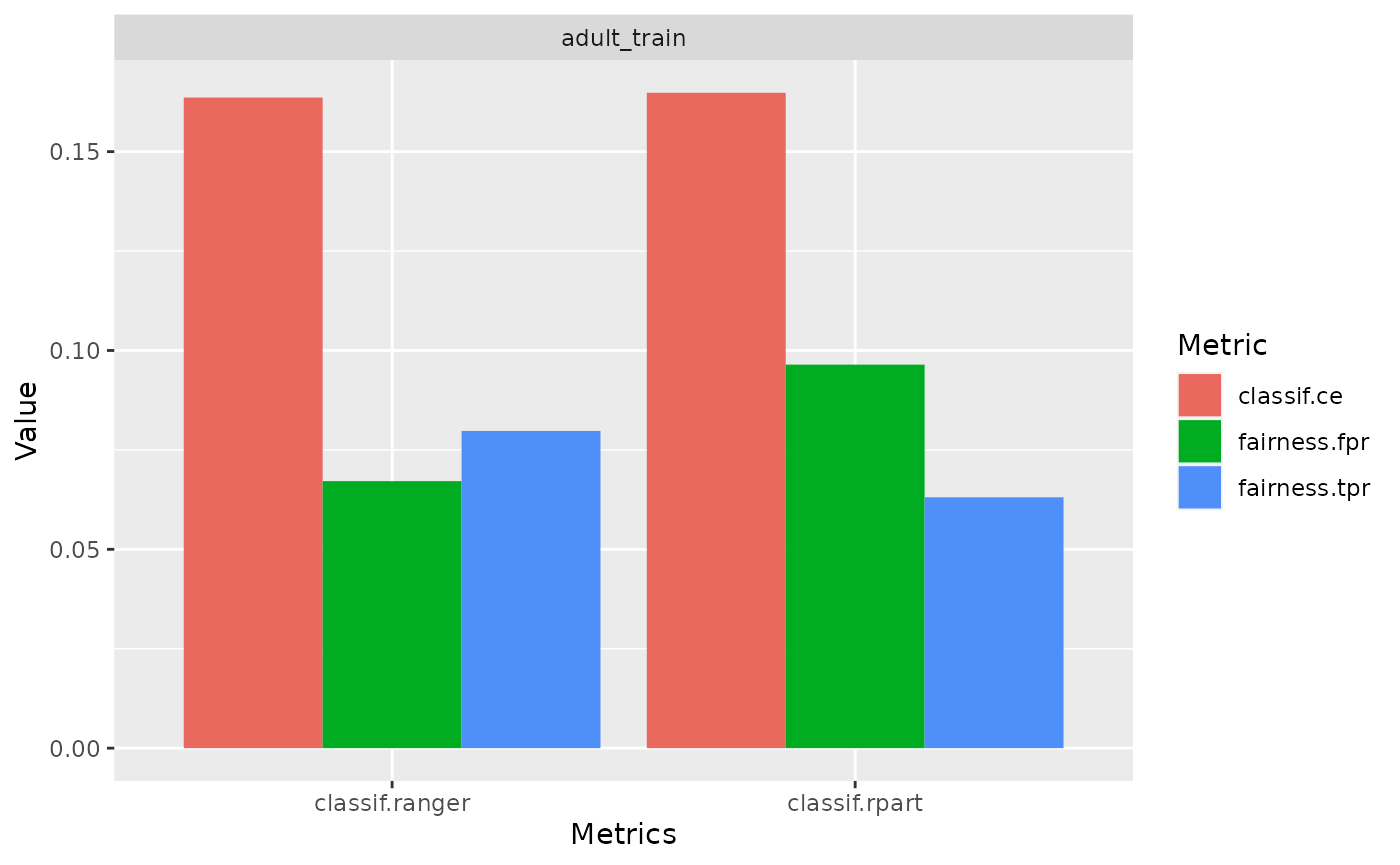 adult_train
Value
0.15
0.10
0.05
0.00
classif.ranger
classif.rpart
Metrics
Metric
classif.ce
fairness.fpr
fairness.tpr